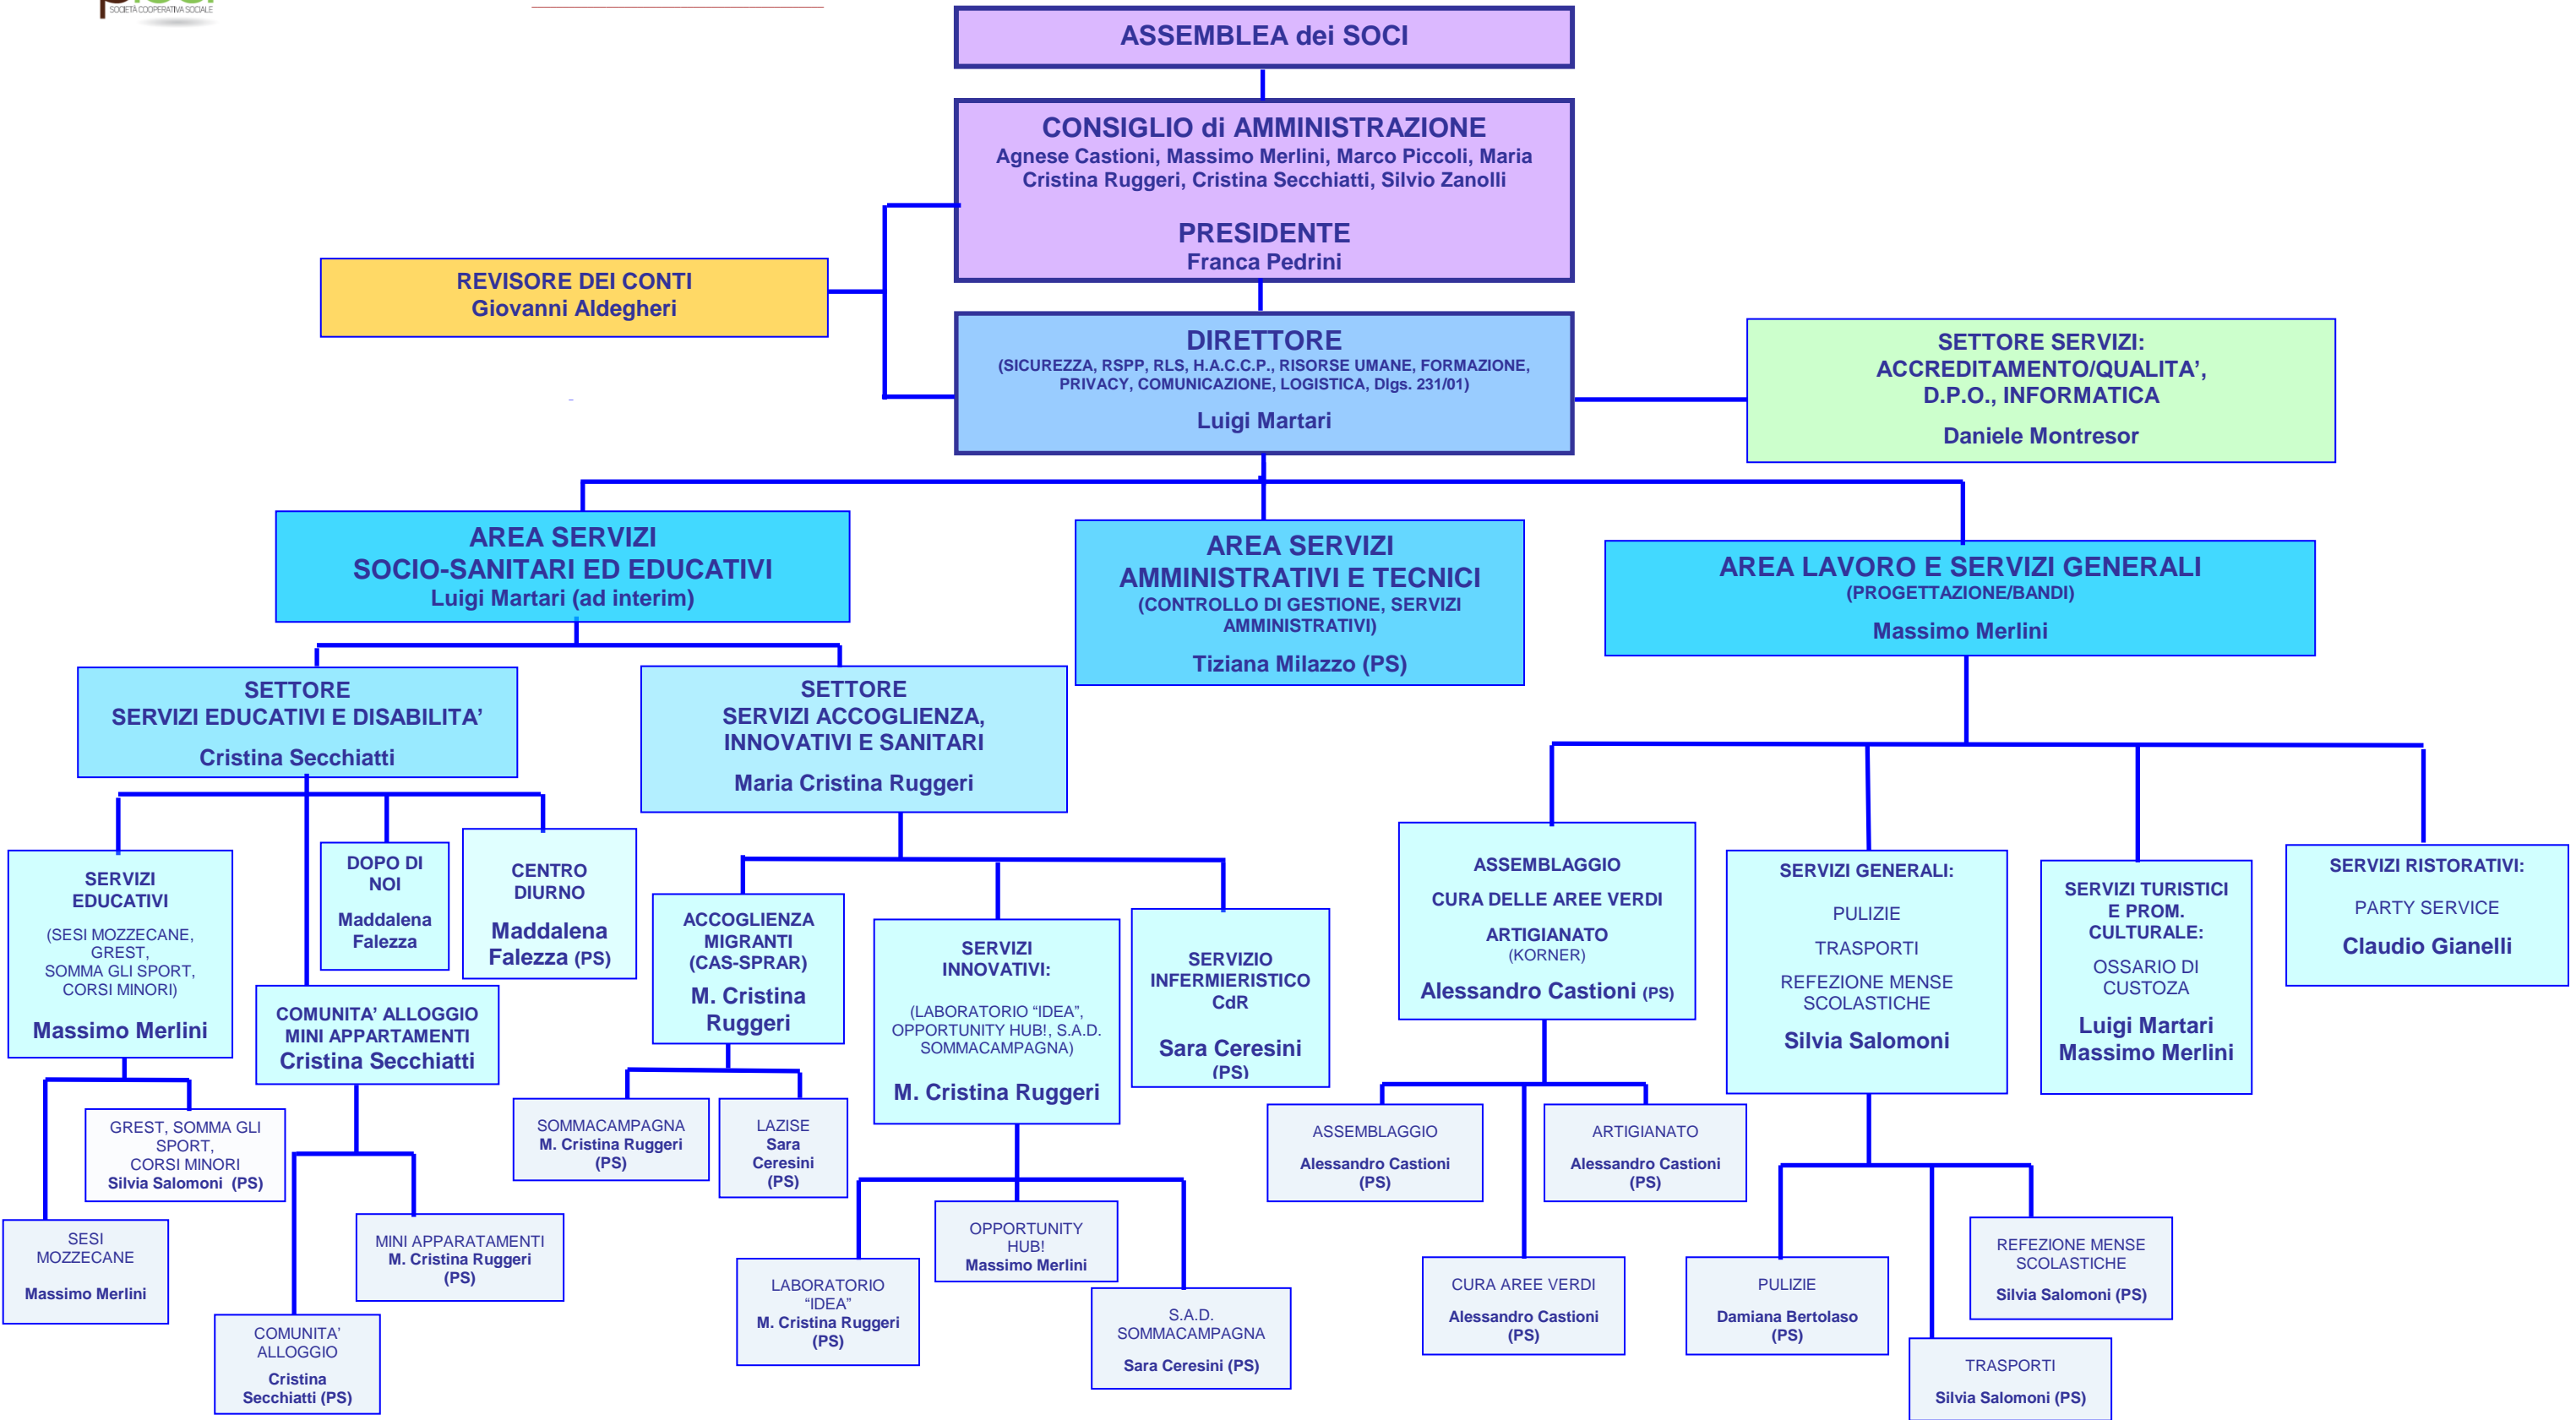 SOCIETÀ COOPERATIVA SOCIALE
ASSEMBLEA dei SOCI
CONSIGLIO di AMMINISTRAZIONE
Agnese Castioni, Massimo Merlini, Marco Piccoli, Maria
Cristina Ruggeri, Cristina Secchiatti, Silvio Zanolli
PRESIDENTE
Franca Pedrini
REVISORE DEI CONTI
Giovanni Aldegheri
DIRETTORE
(SICUREZZA, RSPP, RLS, H.A.C.C.P., RISORSE UMANE, FORMAZIONE,
PRIVACY, COMUNICAZIONE, LOGISTICA, Dlgs. 231/01)
Luigi Martari
SETTORE SERVIZI:
ACCREDITAMENTO/QUALITA’,
D.P.O., INFORMATICA
Daniele Montresor
AREA SERVIZI
SOCIO-SANITARI ED EDUCATIVI
Luigi Martari (ad interim)
AREA SERVIZI
AMMINISTRATIVI E TECNICI
(CONTROLLO DI GESTIONE, SERVIZI
AMMINISTRATIVI)
Tiziana Milazzo (PS)
AREA LAVORO E SERVIZI GENERALI
(PROGETTAZIONE/BANDI)
Massimo Merlini
SETTORE
SERVIZI EDUCATIVI E DISABILITA’
Cristina Secchiatti
SETTORE
SERVIZI ACCOGLIENZA,
INNOVATIVI E SANITARI
Maria Cristina Ruggeri
SERVIZI
EDUCATIVI
(SESI MOZZECANE,
GREST,
SOMMA GLI SPORT,
CORSI MINORI)
Massimo Merlini
DOPO DI
NOI
Maddalena
Falezza
CENTRO
DIURNO
Maddalena
Falezza (PS)
COMUNITA’ ALLOGGIO
MINI APPARTAMENTI
Cristina Secchiatti
ACCOGLIENZA
MIGRANTI
(CAS-SPRAR)
M. Cristina
Ruggeri
SERVIZI
INNOVATIVI:
(LABORATORIO “IDEA”,
OPPORTUNITY HUB!, S.A.D.
SOMMACAMPAGNA)
M. Cristina Ruggeri
SERVIZIO
INFERMIERISTICO
CdR
Sara Ceresini
(PS)
ASSEMBLAGGIO
CURA DELLE AREE VERDI
ARTIGIANATO
(KORNER)
Alessandro Castioni (PS)
SERVIZI GENERALI:
PULIZIE
TRASPORTI
REFEZIONE MENSE
SCOLASTICHE
Silvia Salomoni
SERVIZI TURISTICI
E PROM.
CULTURALE:
OSSARIO DI
CUSTOZA
Luigi Martari
Massimo Merlini
SERVIZI RISTORATIVI:
PARTY SERVICE
Claudio Gianelli
GREST, SOMMA GLI
SPORT,
CORSI MINORI
Silvia Salomoni (PS)
SESI
MOZZECANE
Massimo Merlini
MINI APPARATAMENTI
M. Cristina Ruggeri
(PS)
COMUNITA’
ALLOGGIO
Cristina
Secchiatti (PS)
SOMMACAMPAGNA
M. Cristina Ruggeri
(PS)
LAZISE
Sara
Ceresini
(PS)
LABORATORIO
“IDEA”
M. Cristina Ruggeri
(PS)
OPPORTUNITY
HUB!
Massimo Merlini
S.A.D.
SOMMACAMPAGNA
Sara Ceresini (PS)
ASSEMBLAGGIO
Alessandro Castioni
(PS)
CURA AREE VERDI
Alessandro Castioni
(PS)
ARTIGIANATO
Alessandro Castioni
(PS)
PULIZIE
Damiana Bertolaso
(PS)
REFEZIONE MENSE
SCOLASTICHE
Silvia Salomoni (PS)
TRASPORTI
Silvia Salomoni (PS)